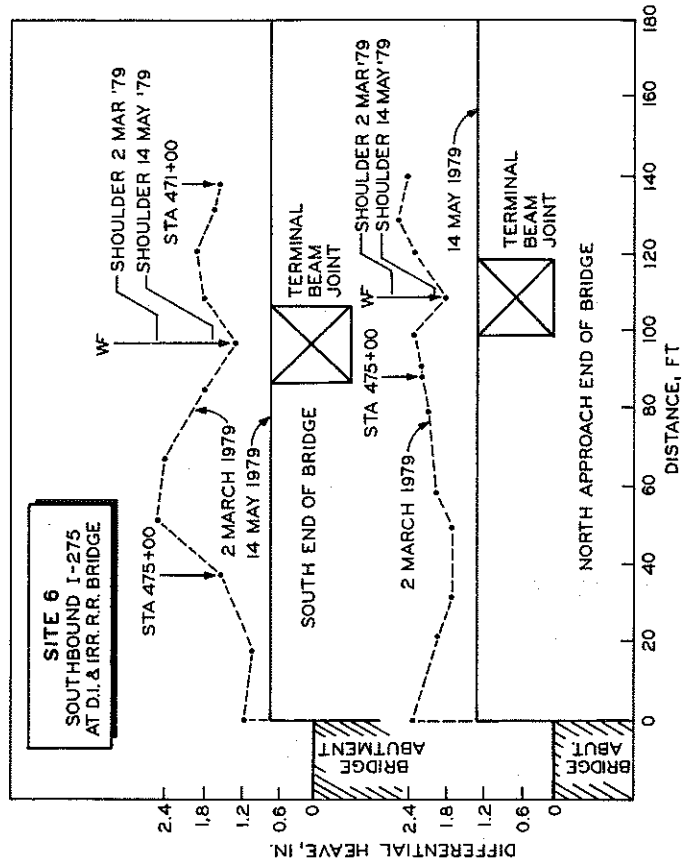 SITE 6
SOUTHBOUND I-275
AT D.I. & IRR. R.R. BRIDGE
DIFFERENTIAL HEAVE, IN.
2.4
1.8
1.2
0.6
0
STA 475+00
2 MARCH 1979
14 MAY 1979
WF
SHOULDER 2 MAR '79
SHOULDER 14 MAY '79
STA 471+00
BRIDGE
ABUTMENT
SOUTH END OF BRIDGE
TERMINAL
BEAM
JOINT
2.4
1.8
1.2
0.6
0
2 MARCH 1979
STA 475+00
WF
SHOULDER 2 MAR '79
SHOULDER 14 MAY '79
14 MAY 1979
BRIDGE
ABUT.
NORTH APPROACH END OF BRIDGE
TERMINAL
BEAM
JOINT
0
20
40
60
80
100
120
140
160
180
DISTANCE, FT